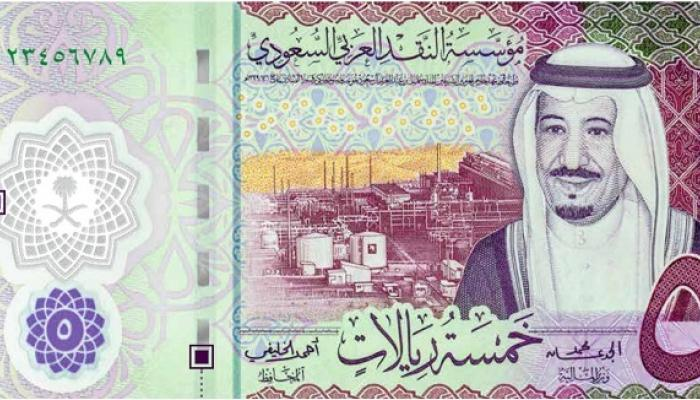 ٢٣٤٥٦٧٨٩
مؤسسة النقد العربي السعودي
٥
خمسة ريالات
٥
الجدعان محمد
وزير المالية
أحمد الخليفي
المحافظ